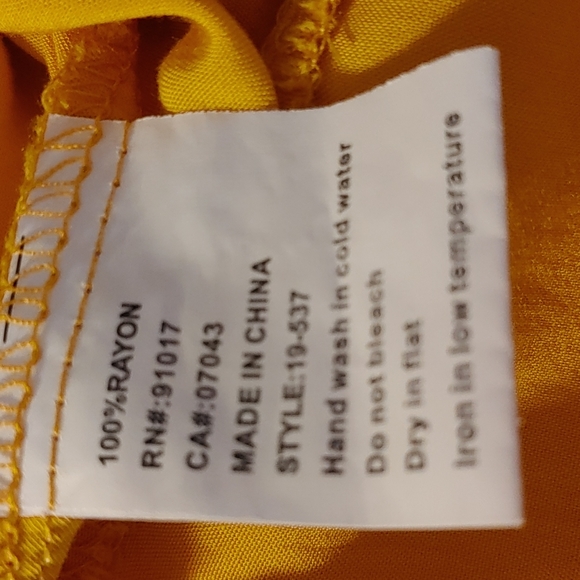 100%RAYON
RN#:91017
CA#:07043
MADE IN CHINA
STYLE:19-537
Hand wash in cold water
Do not bleach
Dry in flat
Iron in low temperature